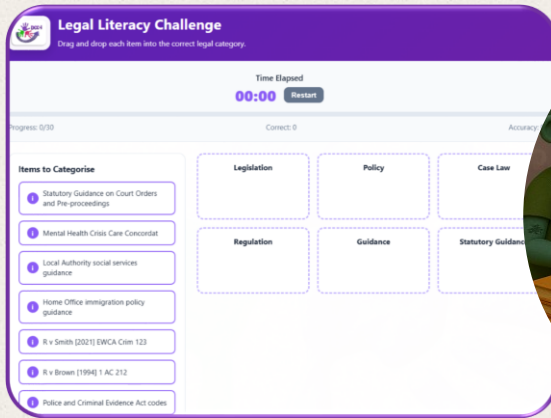 Legal Literacy Challenge
Drag and drop each item into the correct legal category.
Time Elapsed
00:00 Restart
Progress: 0/30 Correct: 0 Accuracy:
Items to Categorise
Statutory Guidance on Court Orders
and Pre-proceedings
Mental Health Crisis Care Concordat
Local Authority social services
guidance
Home Office immigration policy
guidance
R v Smith [2021] EWCA Crim 123
R v Brown [1994] 1 AC 212
Police and Criminal Evidence Act codes
Legislation Policy Case Law
Regulation Guidance Statutory Guidance